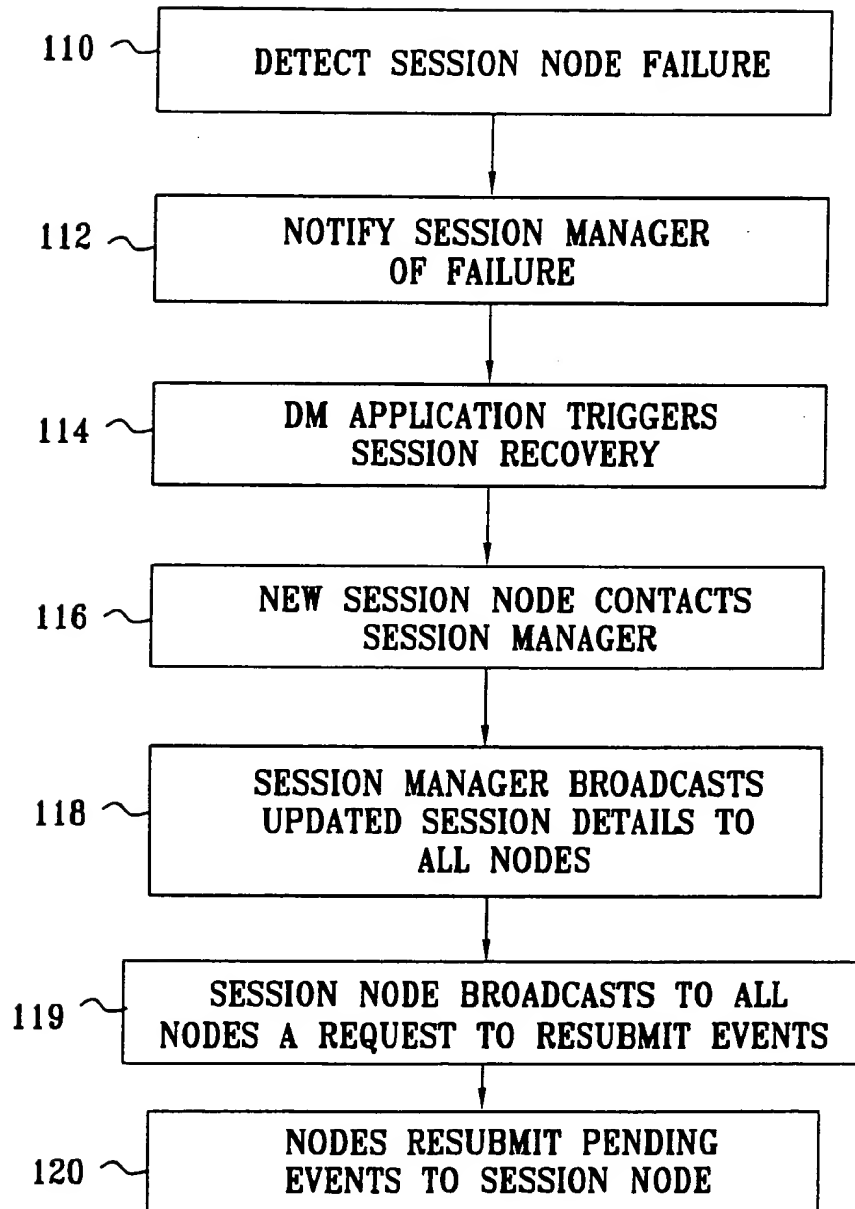 110
DETECT SESSION NODE FAILURE
112
NOTIFY SESSION MANAGER
OF FAILURE
114
DM APPLICATION TRIGGERS
SESSION RECOVERY
116
NEW SESSION NODE CONTACTS
SESSION MANAGER
118
SESSION MANAGER BROADCASTS
UPDATED SESSION DETAILS TO
ALL NODES
119
SESSION NODE BROADCASTS TO ALL
NODES A REQUEST TO RESUBMIT EVENTS
120
NODES RESUBMIT PENDING
EVENTS TO SESSION NODE